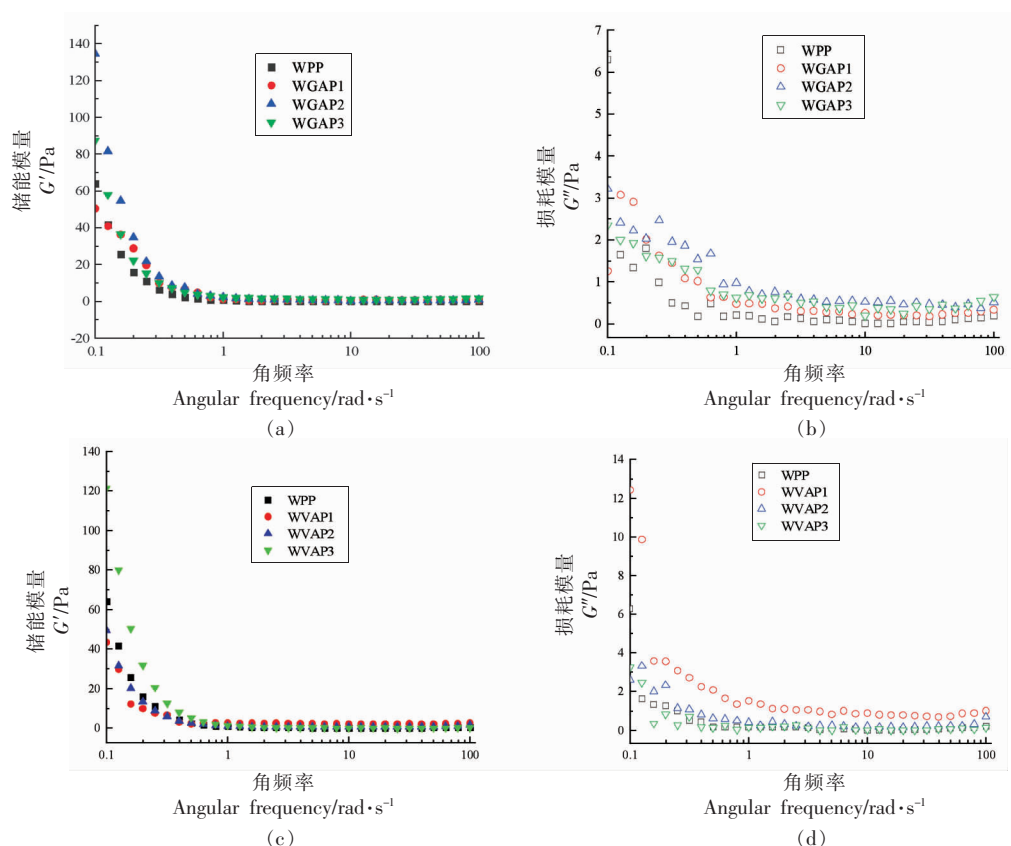 140
120
100
80
60
40
20
0
-20
0.1 1 10 100
储能模量
G′/Pa
WPP
WGAP1
WGAP2
WGAP3
角频率
Angular frequency/rad·s⁻¹
(a)
7
6
5
4
3
2
1
0
0.1 1 10 100
损耗模量
G″/Pa
WPP
WGAP1
WGAP2
WGAP3
角频率
Angular frequency/rad·s⁻¹
(b)
140
120
100
80
60
40
20
0
0.1 1 10 100
储能模量
G′/Pa
WPP
WVAP1
WVAP2
WVAP3
角频率
Angular frequency/rad·s⁻¹
(c)
14
12
10
8
6
4
2
0
0.1 1 10 100
损耗模量
G″/Pa
WPP
WVAP1
WVAP2
WVAP3
角频率
Angular frequency/rad·s⁻¹
(d)